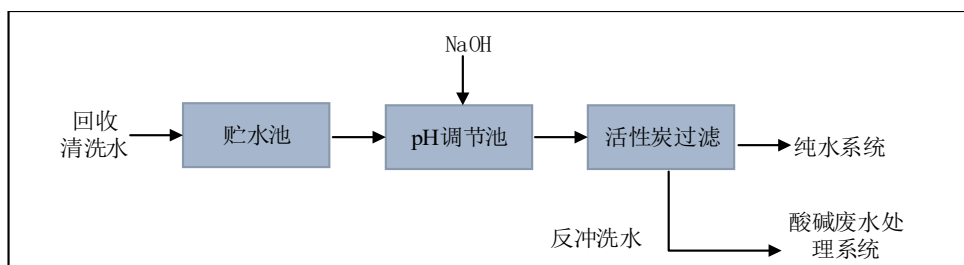 NaOH
回收
清洗水
贮水池
pH调节池
活性炭过滤
纯水系统
反冲洗水
酸碱废水处
理系统